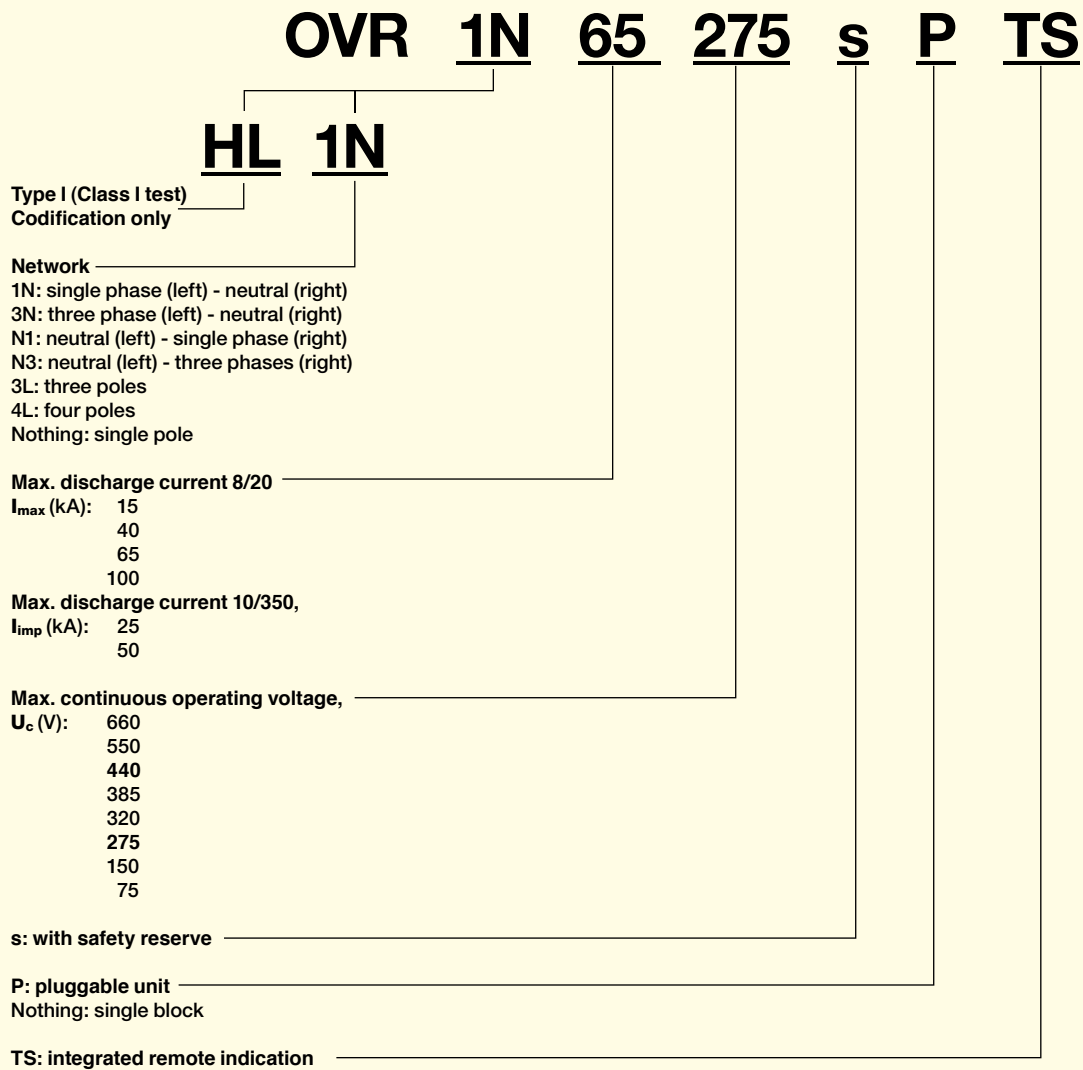 OVR 1N 65 275 s P TS
HL 1N
Type I (Class I test)
Codification only
Network
1N: single phase (left) - neutral (right)
3N: three phase (left) - neutral (right)
N1: neutral (left) - single phase (right)
N3: neutral (left) - three phases (right)
3L: three poles
4L: four poles
Nothing: single pole
Max. discharge current 8/20
Imax (kA): 15
40
65
100
Max. discharge current 10/350,
Iimp (kA): 25
50
Max. continuous operating voltage,
Uc (V): 660
550
440
385
320
275
150
75
s: with safety reserve
P: pluggable unit
Nothing: single block
TS: integrated remote indication